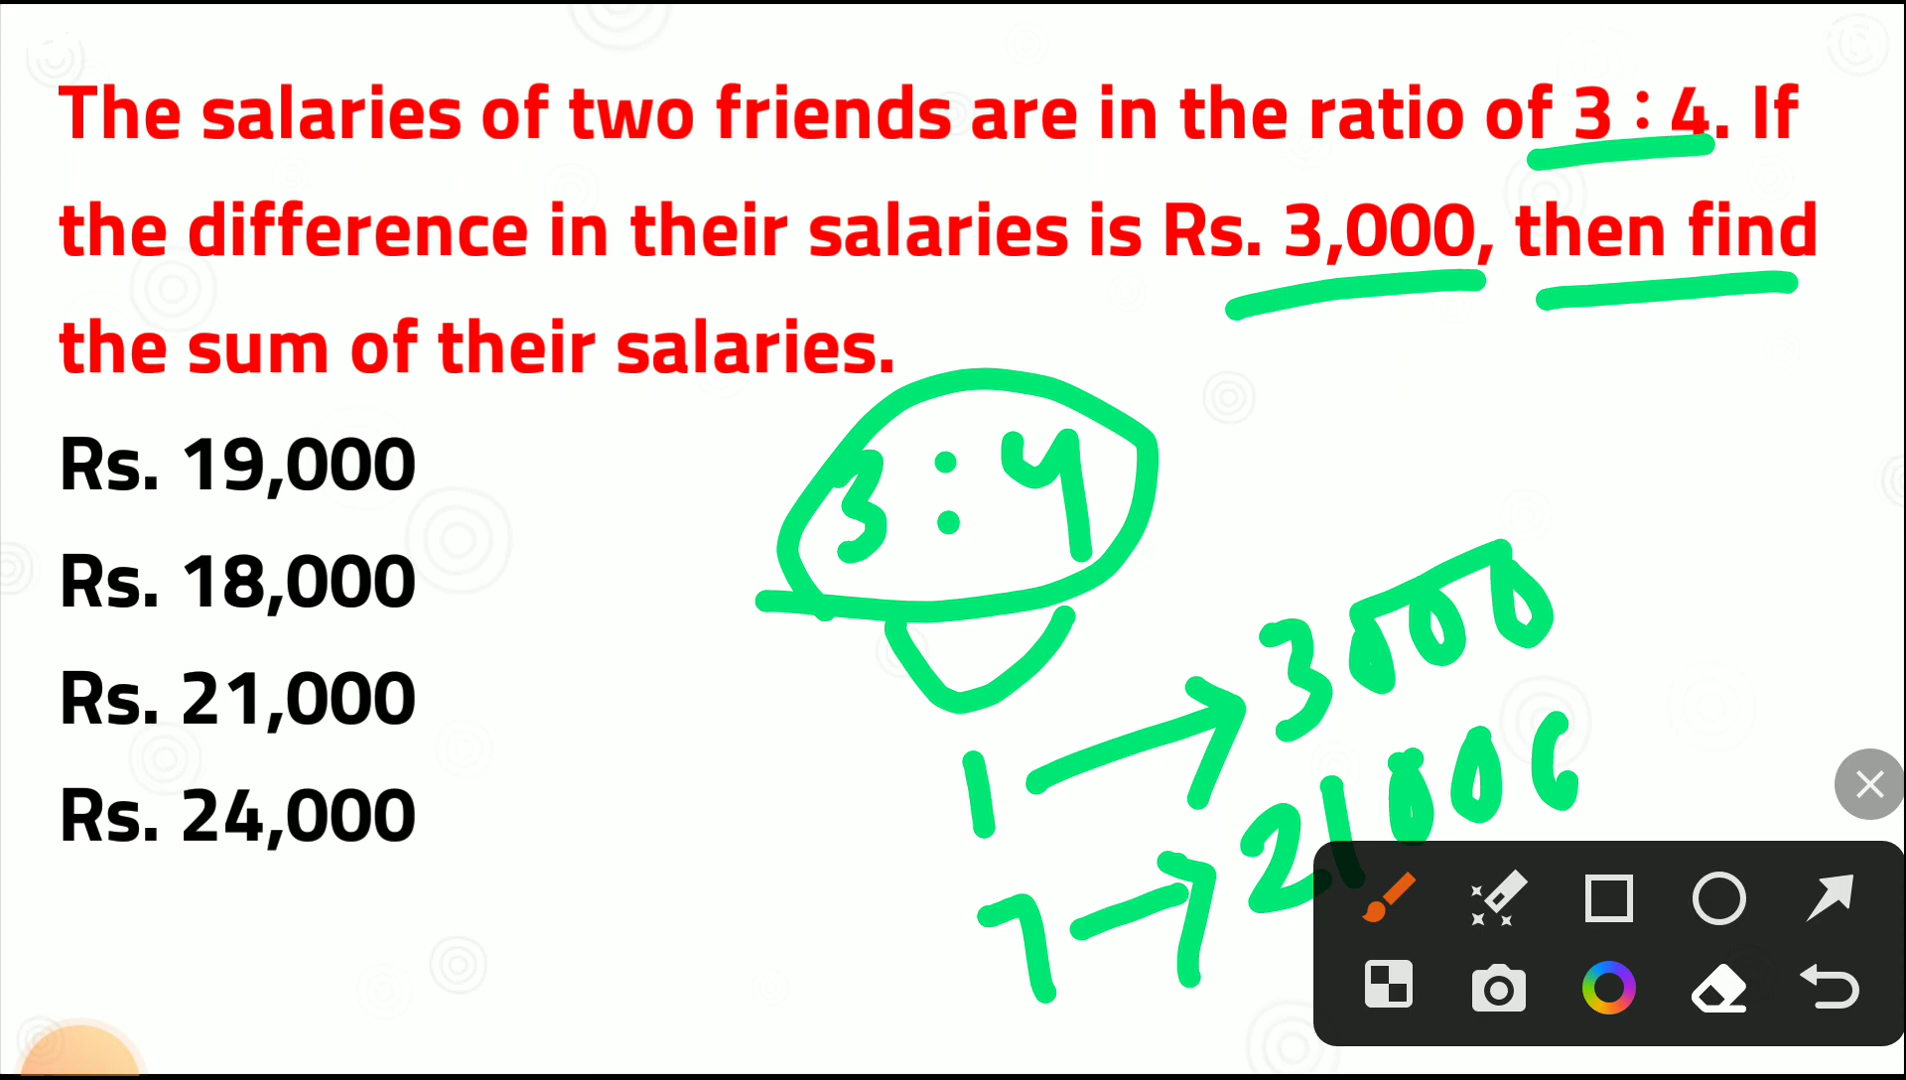 The salaries of two friends are in the ratio of 3 : 4. If
the difference in their salaries is Rs. 3,000, then find
the sum of their salaries.
Rs. 19,000
Rs. 18,000
Rs. 21,000
Rs. 24,000
3 : 4
1 → 3000
7 → 21000